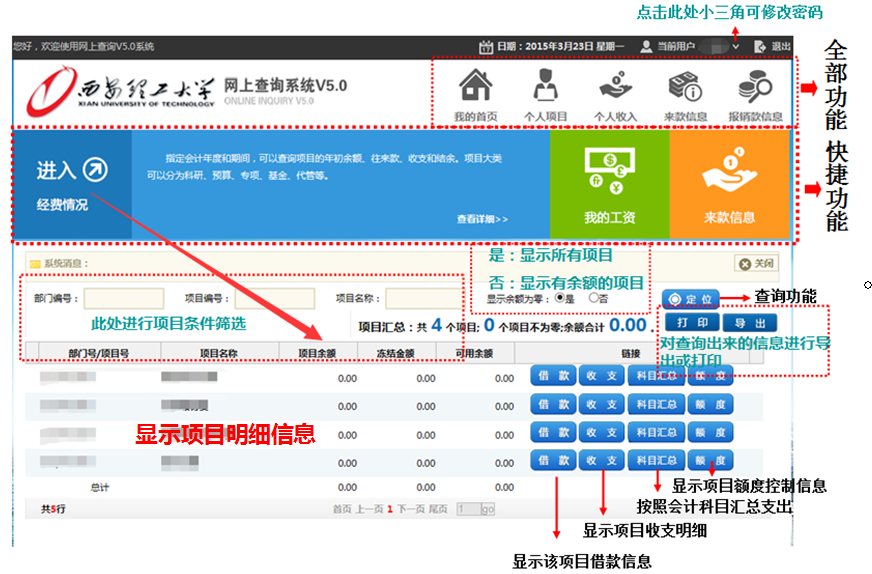 点击此处小三角可修改密码
您好，欢迎使用网上查询V5.0系统
日期：2015年3月23日 星期一 当前用户 退出
西安理工大学
XIAN UNIVERSITY OF TECHNOLOGY
网上查询系统V5.0
ONLINE INQUIRY V5.0
我的首页 个人项目 个人收入 来款信息 报销款信息
全部功能
快捷功能
进入
经费情况
指定会计年度和期间，可以查询项目的年初余额、往来款、收支和结余。项目大类
可以分为科研、预算、专项、基金、代管等。
查看详细>>
我的工资
来款信息
系统消息：
关闭
是：显示所有项目
否：显示有余额的项目
部门编号： 项目编号： 项目名称： 显示余额为零： 是 否
定 位
查询功能
此处进行项目条件筛选
项目汇总：共 4 个项目: 0 个项目不为零:余额合计 0.00 。
打 印 导 出
对查询出来的信息进行导
出或打印
部门号/项目号 项目名称 项目余额 冻结金额 可用余额 链接
0.00 0.00 0.00 借 款 收 支 科目汇总 额 度
0.00 0.00 0.00 借 款 收 支 科目汇总 额 度
显示项目明细信息
0.00 0.00 0.00 借 款 收 支 科目汇总 额 度
0.00 0.00 0.00 借 款 收 支 科目汇总 额 度
总计 0.00 0.00 0.00
共5行
首页 上一页 1 下一页 尾页 1 go
显示项目额度控制信息
按照会计科目汇总支出
显示项目收支明细
显示该项目借款信息